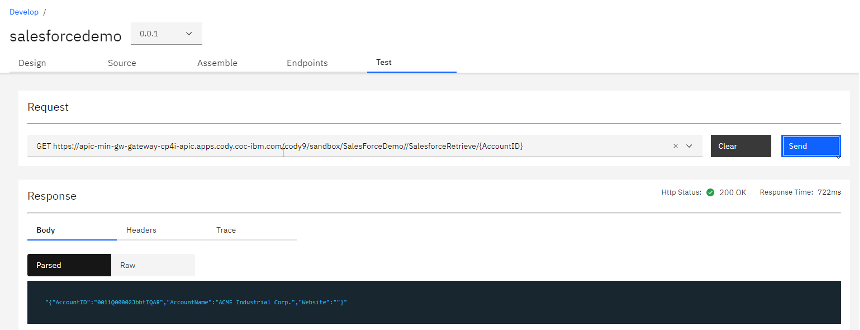 Develop /
salesforcedemo 0.0.1
Design Source Assemble Endpoints Test
Request
GET https://apic-min-gw-gateway-cp4i-apic.apps.cody.coc-ibm.com/cody9/sandbox/SalesForceDemo//SalesforceRetrieve/{AccountID} Clear Send
Response Http Status: 200 OK Response Time: 722ms
Body Headers Trace
Parsed Raw
"{"AccountID":"0011Q000023hhtTQAR","AccountName":"ACME Industrial Corp.","Website":""}"